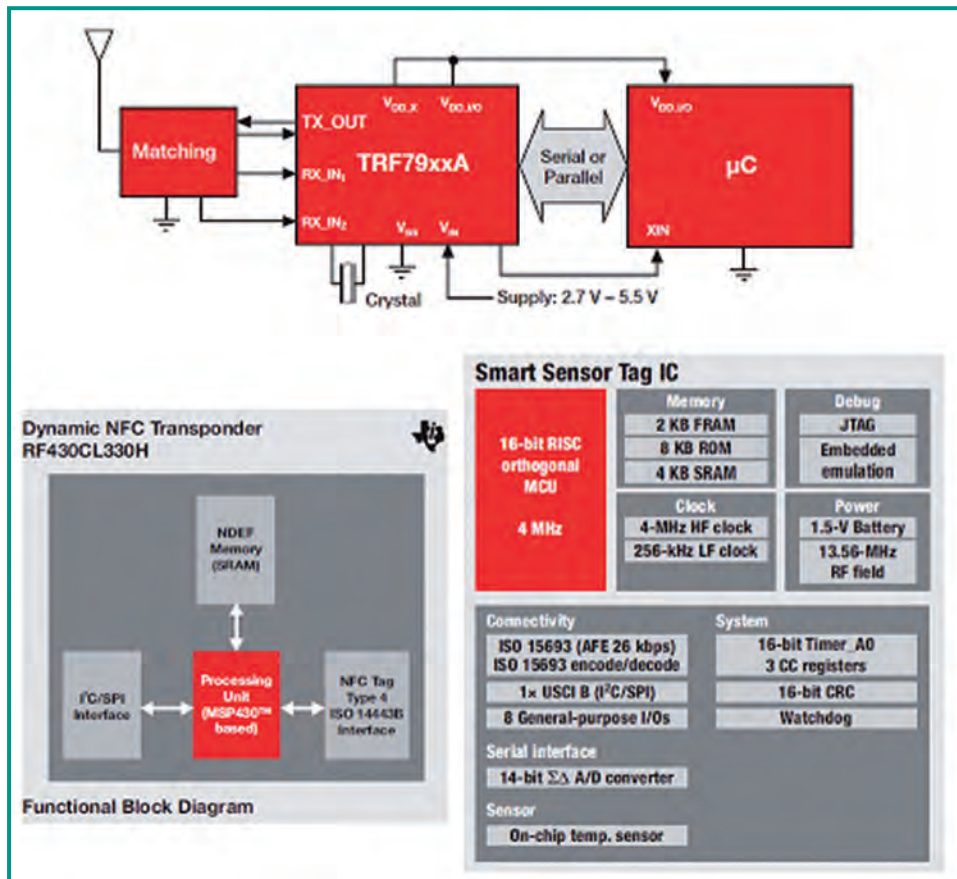 V_DD_X V_DD_I/O
TX_OUT
V_DD_I/O
Matching
TRF79xxA
Serial or
Parallel
µC
RX_IN₁
RX_IN₂
V_SS V_IN
XIN
Crystal
Supply: 2.7 V – 5.5 V
Dynamic NFC Transponder
RF430CL330H
NDEF
Memory
(SRAM)
I²C/SPI
Interface
Processing
Unit
(MSP430™
based)
NFC Tag
Type 4
ISO 14443B
Interface
Functional Block Diagram
Smart Sensor Tag IC
16-bit RISC
orthogonal
MCU
4 MHz
Memory
2 KB FRAM
8 KB ROM
4 KB SRAM
Debug
JTAG
Embedded
emulation
Clock
4-MHz HF clock
256-kHz LF clock
Power
1.5-V Battery
13.56-MHz
RF field
Connectivity
ISO 15693 (AFE 26 kbps)
ISO 15693 encode/decode
1× USCI B (I²C/SPI)
8 General-purpose I/Os
Serial interface
14-bit ΣΔ A/D converter
Sensor
On-chip temp. sensor
System
16-bit Timer_A0
3 CC registers
16-bit CRC
Watchdog